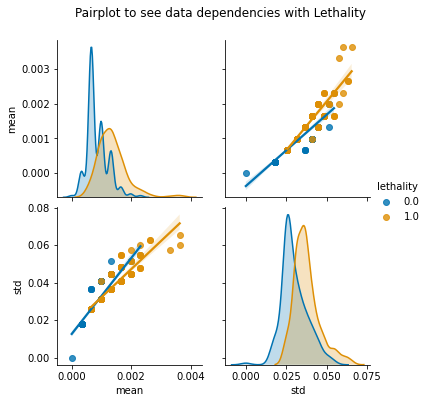 Pairplot to see data dependencies with Lethality
0.003
0.002
0.001
0.000
mean
lethality
0.0
1.0
0.08
0.06
0.04
0.02
0.00
std
0.000 0.002 0.004
mean
0.000 0.025 0.050 0.075
std